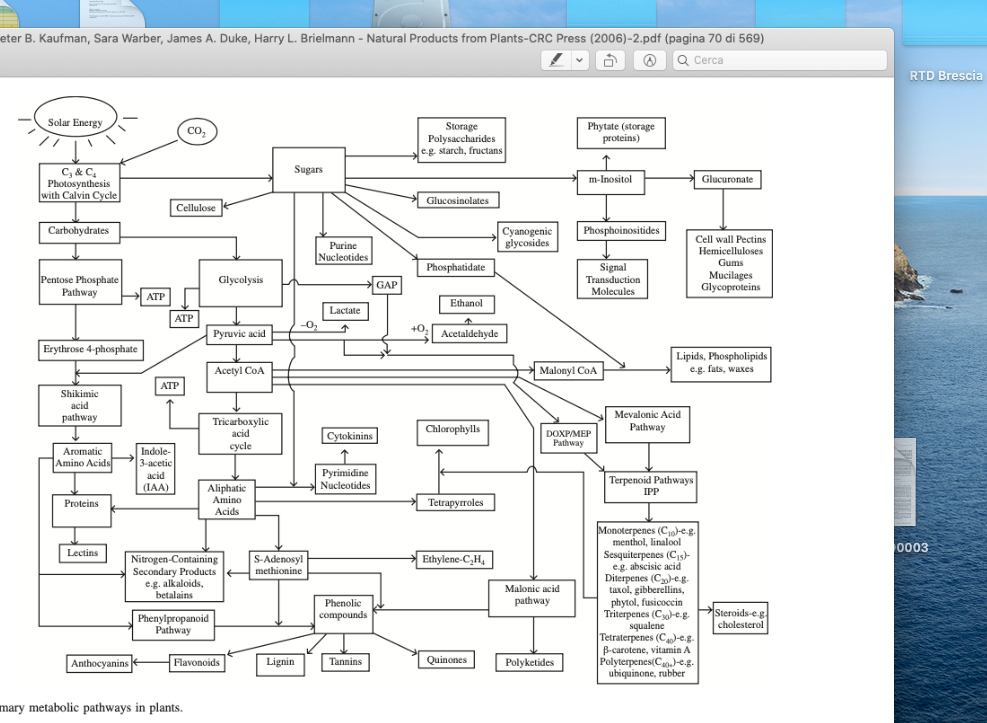 eter B. Kaufman, Sara Warber, James A. Duke, Harry L. Brielmann - Natural Products from Plants-CRC Press (2006)-2.pdf (pagina 70 di 569)
Cerca
RTD Brescia
Solar Energy
CO2
Storage
Polysaccharides
e.g. starch, fructans
Phytate (storage
proteins)
C3 & C4
Photosynthesis
with Calvin Cycle
Sugars
m-Inositol
Glucuronate
Cellulose
Glucosinolates
Carbohydrates
Purine
Nucleotides
Cyanogenic
glycosides
Phosphoinositides
Cell wall Pectins
Hemicelluloses
Gums
Mucilages
Glycoproteins
Pentose Phosphate
Pathway
ATP
Glycolysis
GAP
Phosphatidate
Signal
Transduction
Molecules
ATP
Lactate
Ethanol
Pyruvic acid
–O2
+O2
Acetaldehyde
Erythrose 4-phosphate
Acetyl CoA
Malonyl CoA
Lipids, Phospholipids
e.g. fats, waxes
Shikimic
acid
pathway
ATP
Tricarboxylic
acid
cycle
Cytokinins
Chlorophylls
DOXP/MEP
Pathway
Mevalonic Acid
Pathway
Aromatic
Amino Acids
Indole-
3-acetic
acid
(IAA)
Aliphatic
Amino
Acids
Pyrimidine
Nucleotides
Tetrapyrroles
Terpenoid Pathways
IPP
Proteins
Lectins
Nitrogen-Containing
Secondary Products
e.g. alkaloids,
betalains
S-Adenosyl
methionine
Ethylene-C2H4
Malonic acid
pathway
Monoterpenes (C10)-e.g.
menthol, linalool
Sesquiterpenes (C15)-
e.g. abscisic acid
Diterpenes (C20)-e.g.
taxol, gibberellins,
phytol, fusicoccin
Triterpenes (C30)-e.g.
squalene
Tetraterpenes (C40)-e.g.
β-carotene, vitamin A
Polyterpenes(C40+)-e.g.
ubiquinone, rubber
Steroids-e.g.
cholesterol
Phenylpropanoid
Pathway
Phenolic
compounds
Anthocyanins
Flavonoids
Lignin
Tannins
Quinones
Polyketides
0003
mary metabolic pathways in plants.